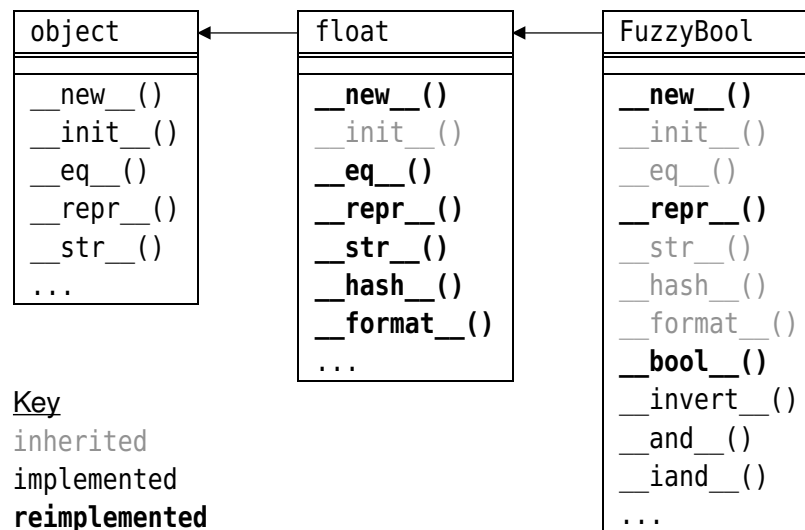 object
__new__()
__init__()
__eq__()
__repr__()
__str__()
...
float
__new__()
__init__()
__eq__()
__repr__()
__str__()
__hash__()
__format__()
...
FuzzyBool
__new__()
__init__()
__eq__()
__repr__()
__str__()
__hash__()
__format__()
__bool__()
__invert__()
__and__()
__iand__()
...
Key
inherited
implemented
reimplemented